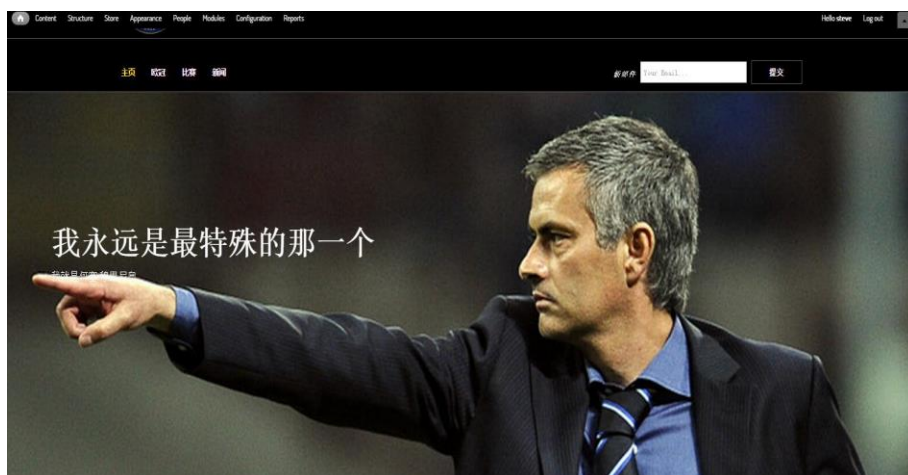 Content Structure Store Appearance People Modules Configuration Reports Hello steve Log out
主页 欧冠 比赛 新闻 Your Email... 提交
我永远是最特殊的那一个